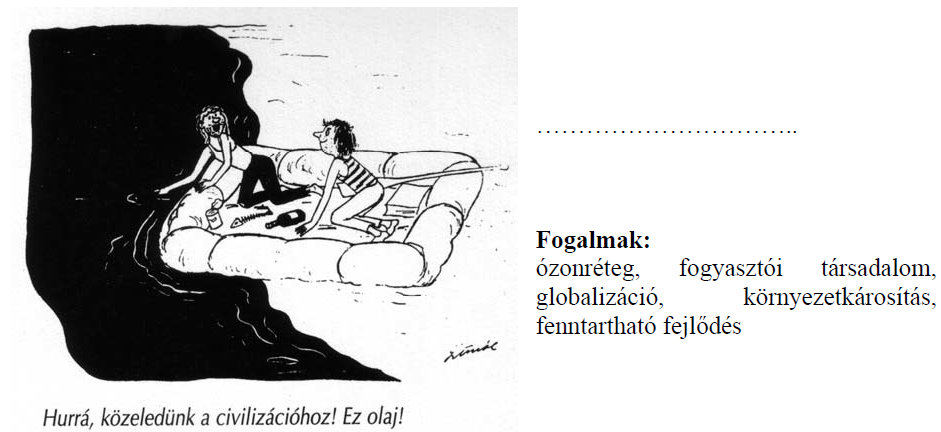 ……………………………..
Fogalmak:
ózonréteg, fogyasztói társadalom,
globalizáció, környezetkárosítás,
fenntartható fejlődés
Hurrá, közeledünk a civilizációhoz! Ez olaj!